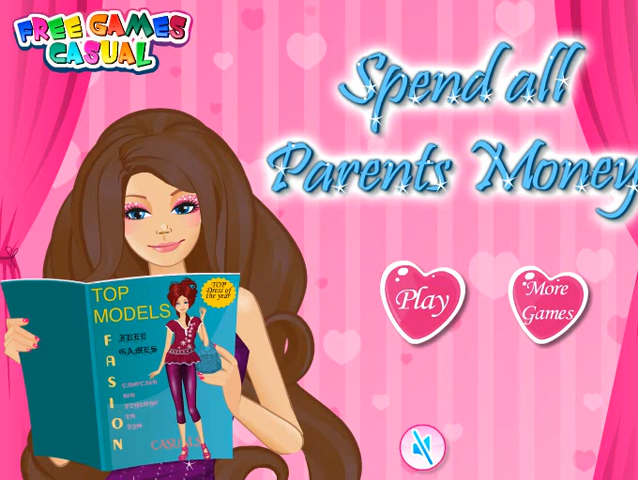 FREE GAMES
CASUAL
Spend all
Parents Money
Play
More
Games
TOP
MODELS
TOP
Dress of
the year
FREE
GAMES
FASION
CASUAL